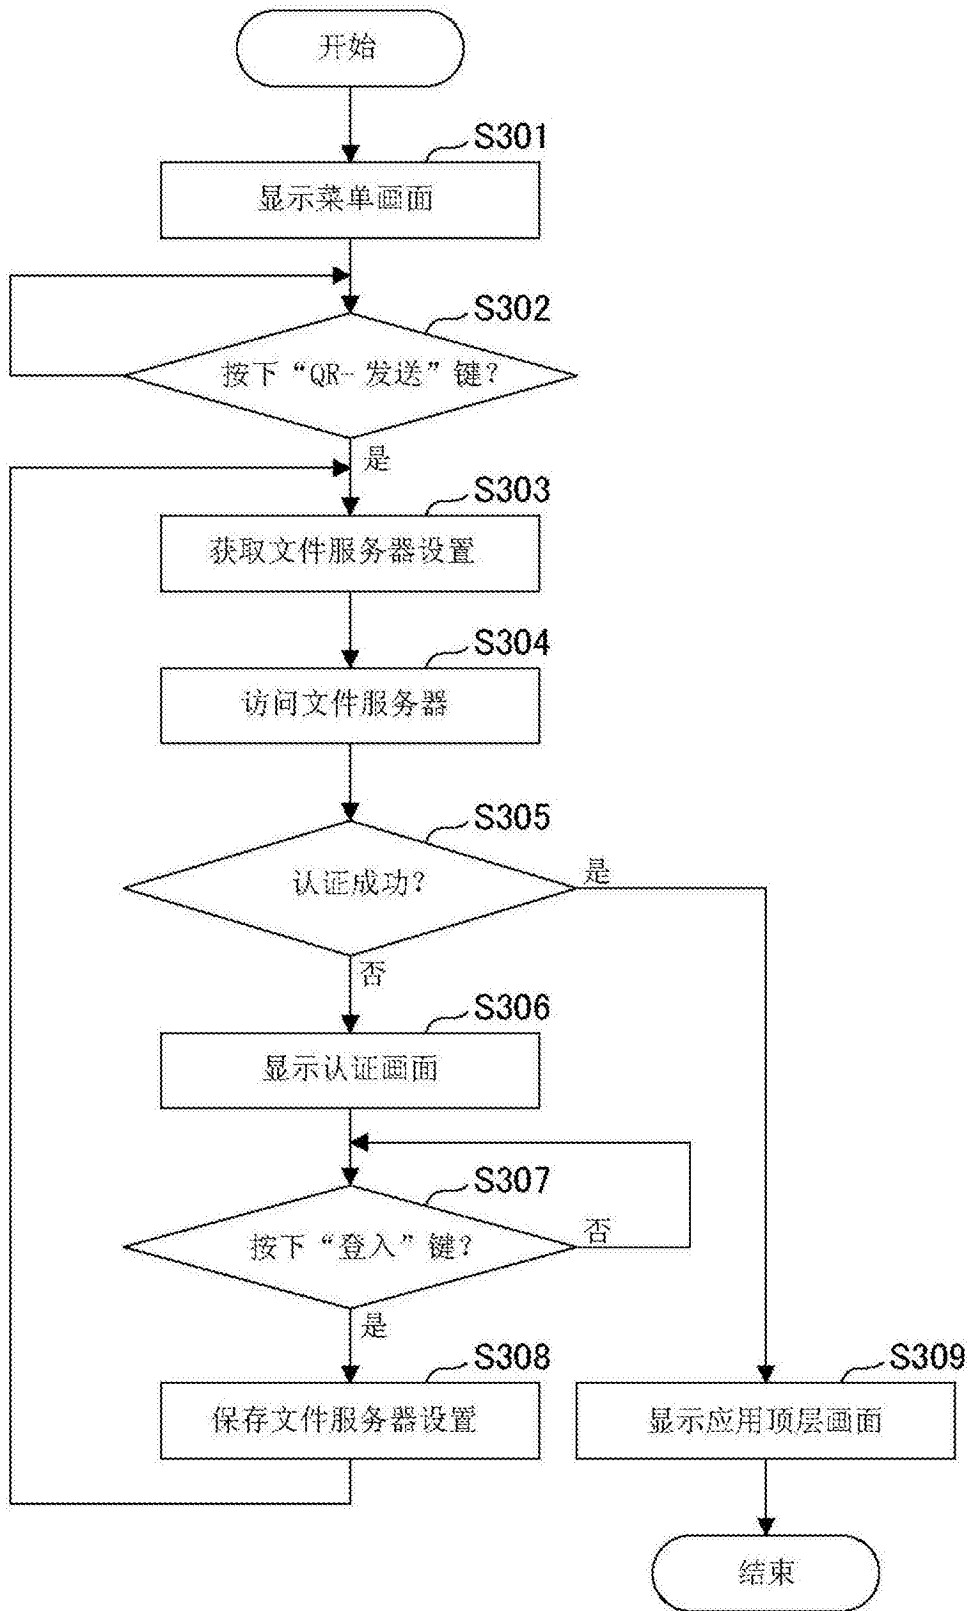 开始
S301
显示菜单画面
S302
按下“QR-发送”键？
是
S303
获取文件服务器设置
S304
访问文件服务器
S305
认证成功？
是
否
S306
显示认证画面
S307
按下“登入”键？
否
是
S308
保存文件服务器设置
S309
显示应用顶层画面
结束